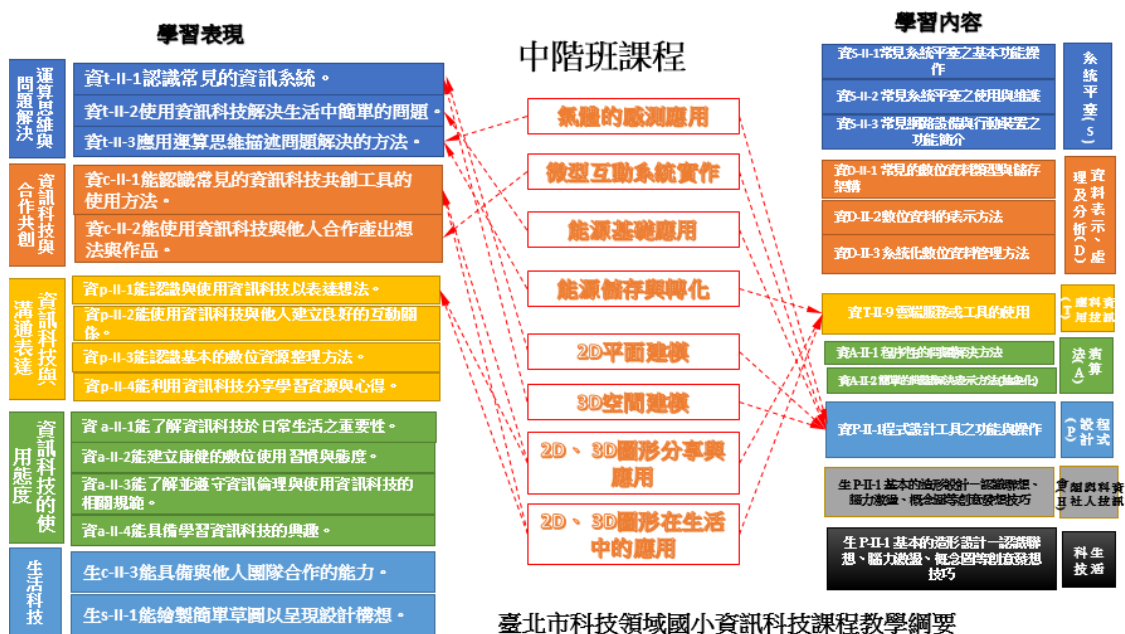 學習表現
學習內容
中階班課程
運算思維與
問題解決
資t-II-1認識常見的資訊系統。
資t-II-2使用資訊科技解決生活中簡單的問題。
資t-II-3應用運算思維描述問題解決的方法。
資訊科技與
合作共創
資c-II-1能認識常見的資訊科技共創工具的
使用方法。
資c-II-2能使用資訊科技與他人合作產出想
法與作品。
資訊科技與
溝通表達
資p-II-1能認識與使用資訊科技以表達想法。
資p-II-2能使用資訊科技與他人建立良好的互動關
係。
資p-II-3能認識基本的數位資源整理方法。
資p-II-4能利用資訊科技分享學習資源與心得。
資訊科技的使
用態度
資 a-II-1能了解資訊科技於日常生活之重要性。
資a-II-2能建立康健的數位使用習慣與態度。
資a-II-3能了解並遵守資訊倫理與使用資訊科技的
相關規範。
資a-II-4能具備學習資訊科技的興趣。
生活科技
生c-II-3能具備與他人團隊合作的能力。
生s-II-1能繪製簡單草圖以呈現設計構想。
氣體的感測應用
微型互動系統實作
能源基礎應用
能源儲存與轉化
2D平面建模
3D空間建模
2D、3D圖形分享與
應用
2D、3D圖形在生活
中的應用
資S-II-1常見系統平臺之基本功能操
作
資S-II-2 常見系統平臺之使用與維護
資S-II-3 常見網路設備與行動裝置之
功能簡介
系統平臺(S)
資D-II-1 常見的數位資料類型與儲存
架構
資D-II-2數位資料的表示方法
資D-II-3 系統化數位資料管理方法
資料表示、處
理及分析(D)
資T-II-9 雲端服務或工具的使用
資訊科技應用(T)
資A-II-1 程序性的問題解決方法
資A-II-2 簡單的問題解決表示方法(抽象化)
演算
法(A)
資P-II-1程式設計工具之功能與操作
程式
設計(P)
生 P-II-1 基本的造形設計—認識聯想、
腦力激盪、概念圖等創意發想技巧
資訊科技與人類社會(H)
生 P-II-1 基本的造形設計—認識聯
想、腦力激盪、概念圖等創意發想
技巧
生活
科技
臺北市科技領域國小資訊科技課程教學綱要